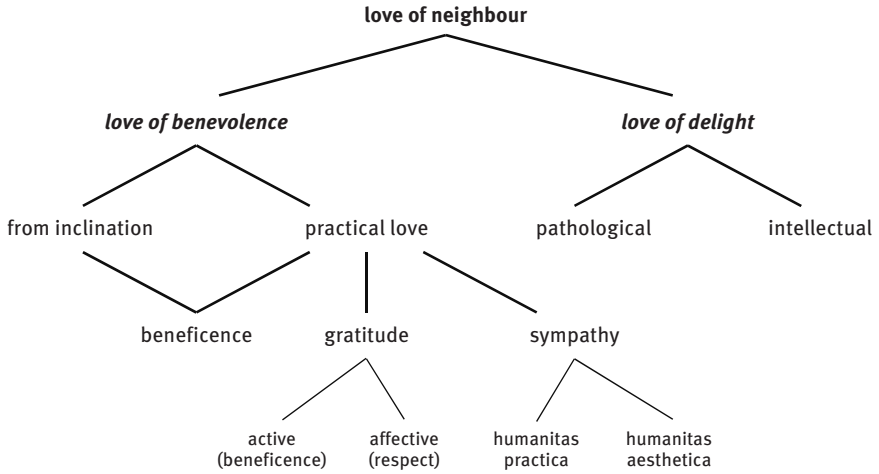 love of neighbour
love of benevolence
love of delight
from inclination
practical love
pathological
intellectual
beneficence
gratitude
sympathy
active
(beneficence)
affective
(respect)
humanitas
practica
humanitas
aesthetica